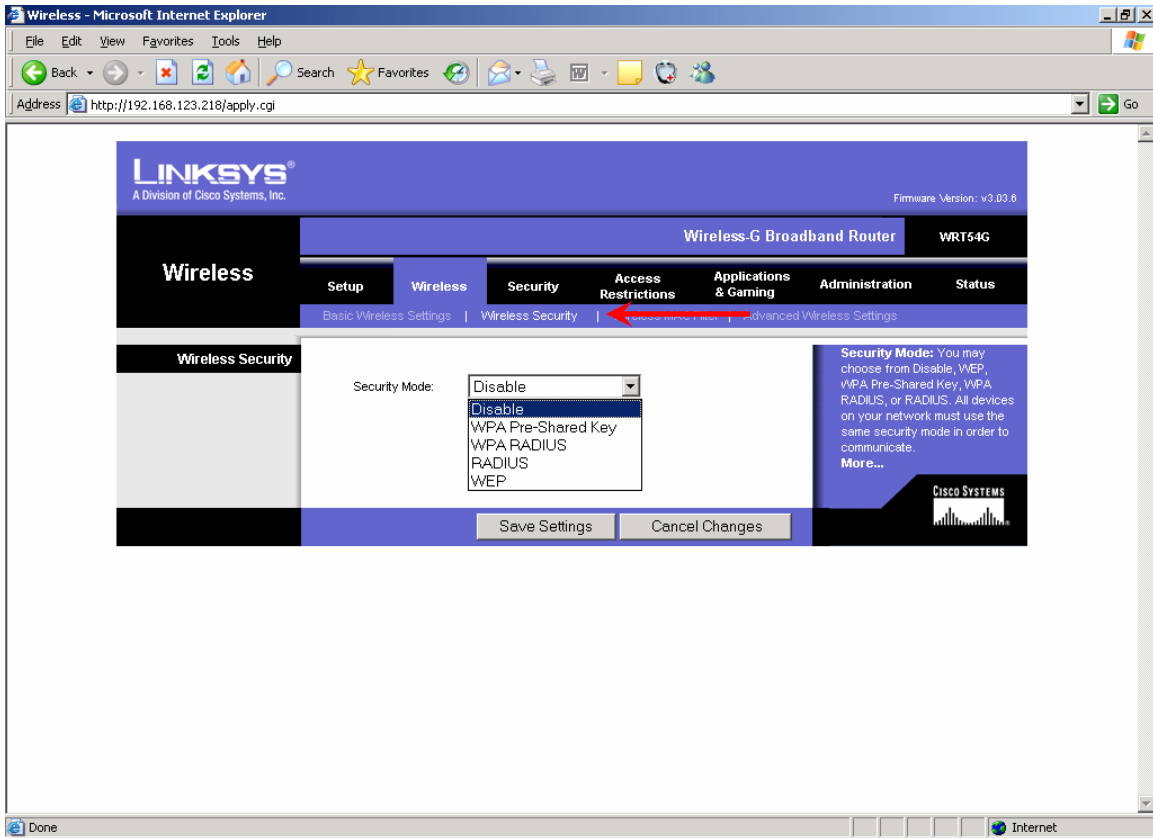 Wireless - Microsoft Internet Explorer
File Edit View Favorites Tools Help
Back Search Favorites
Address http://192.168.123.218/apply.cgi Go
LINKSYS®
A Division of Cisco Systems, Inc.
Firmware Version: v3.03.6
Wireless-G Broadband Router WRT54G
Wireless
Setup Wireless Security Access Restrictions Applications & Gaming Administration Status
Basic Wireless Settings | Wireless Security | Wireless MAC Filter | Advanced Wireless Settings
Wireless Security
Security Mode: Disable
Disable
WPA Pre-Shared Key
WPA RADIUS
RADIUS
WEP
Security Mode: You may
choose from Disable, WEP,
WPA Pre-Shared Key, WPA
RADIUS, or RADIUS. All devices
on your network must use the
same security mode in order to
communicate.
More...
CISCO SYSTEMS
Save Settings Cancel Changes
Done Internet